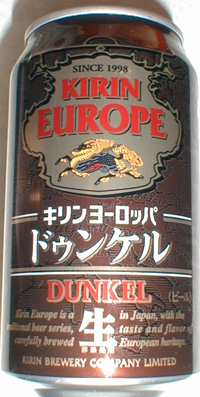 SINCE 1998
KIRIN
EUROPE
キリンヨーロッパ
ドゥンケル
DUNKEL
(ビール)
Kirin Europe is a
beer series,
carefully brewed
生
in Japan, with the
taste and flavor of
European heritage.
KIRIN BREWERY COMPANY LIMITED